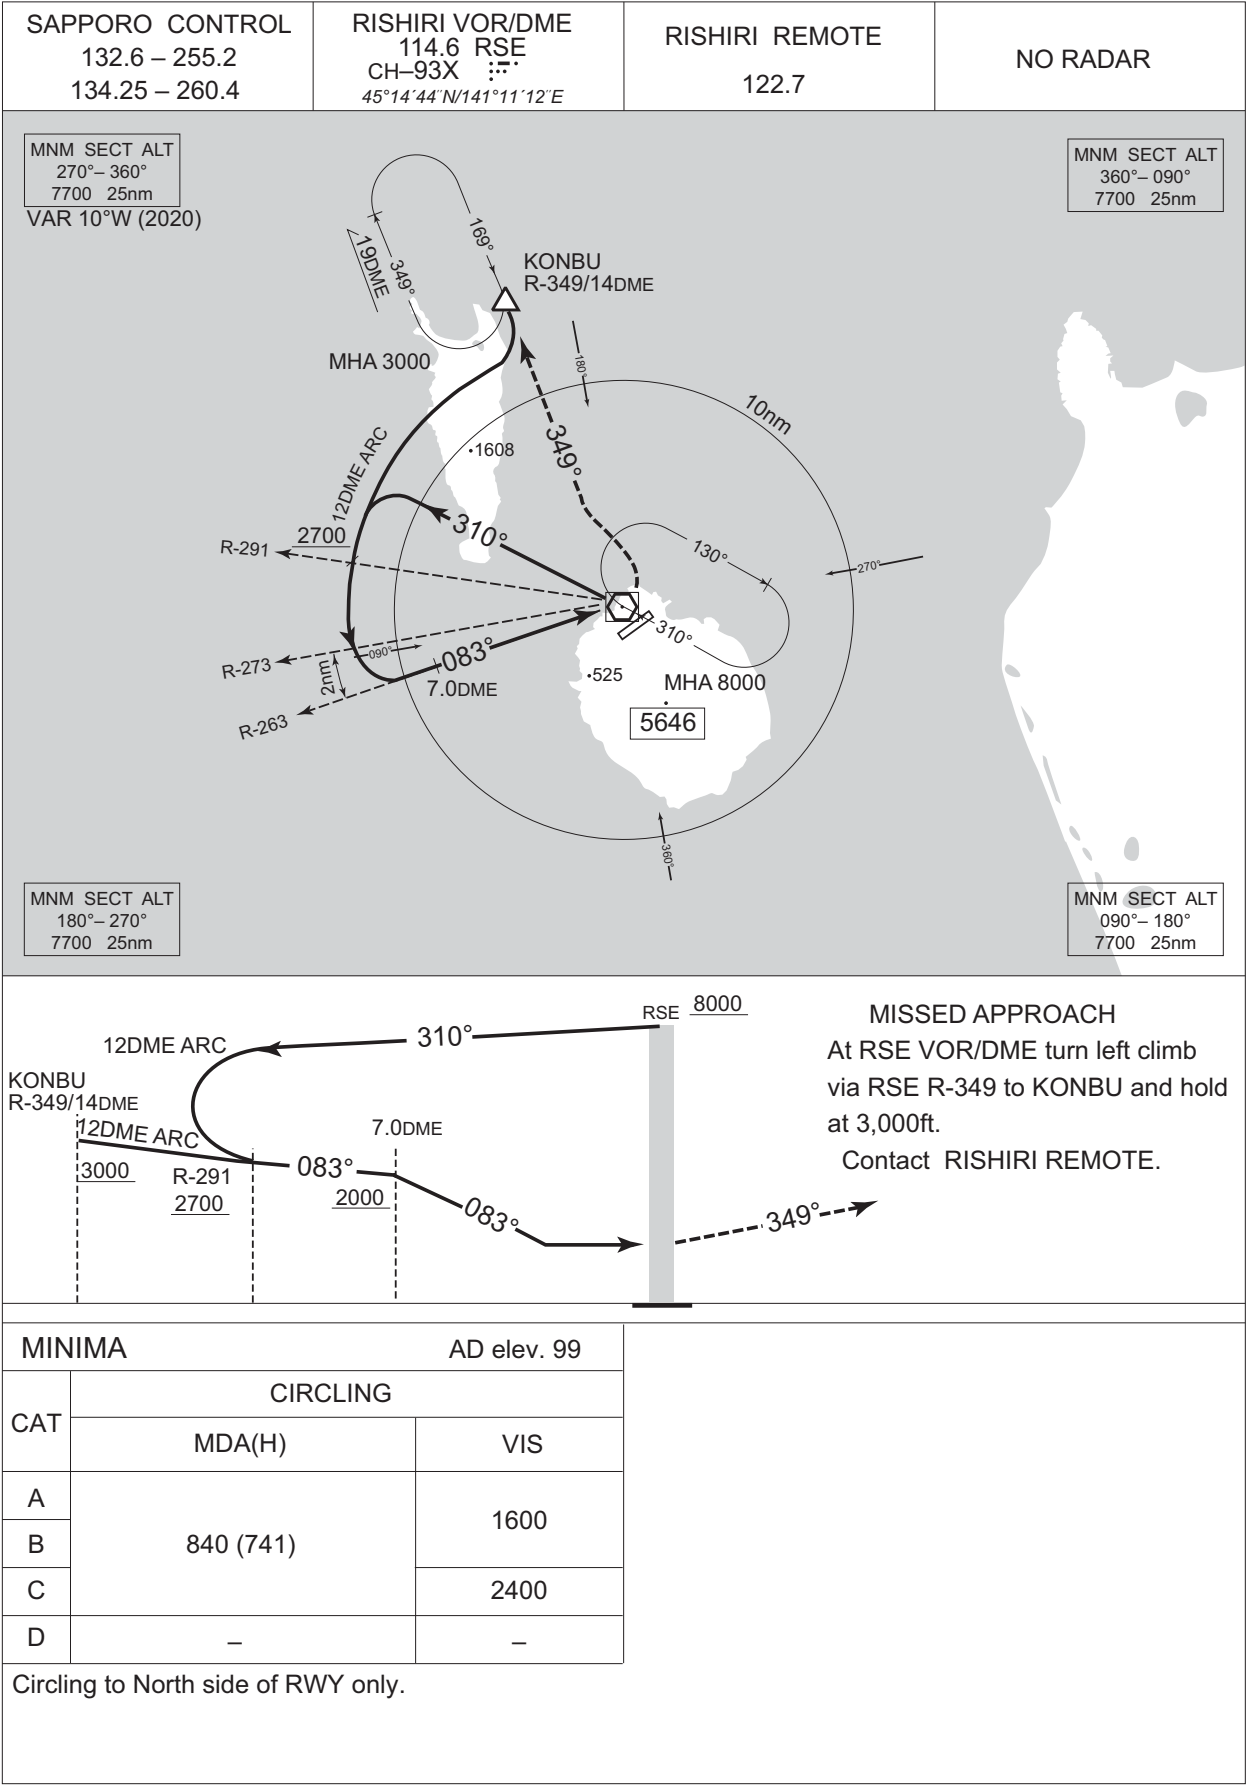 SAPPORO CONTROL
132.6 – 255.2
134.25 – 260.4
RISHIRI VOR/DME
114.6 RSE
CH–93X
45°14´44˝N/141°11´12˝E
RISHIRI REMOTE
122.7
NO RADAR
MNM SECT ALT
270°– 360°
7700 25nm
VAR 10°W (2020)
MNM SECT ALT
360°– 090°
7700 25nm
169°
349°
19DME
KONBU
R-349/14DME
MHA 3000
180°
10nm
349°
12DME ARC
1608
310°
2700
R-291
130°
270°
310°
090°
083°
R-273
2nm
7.0DME
R-263
525
MHA 8000
5646
360°
MNM SECT ALT
180°– 270°
7700 25nm
MNM SECT ALT
090°– 180°
7700 25nm
RSE 8000
310°
12DME ARC
KONBU
R-349/14DME
12DME ARC
3000
R-291
2700
083°
7.0DME
2000
083°
349°
MISSED APPROACH
At RSE VOR/DME turn left climb
via RSE R-349 to KONBU and hold
at 3,000ft.
Contact RISHIRI REMOTE.
MINIMA AD elev. 99
CAT
CIRCLING
MDA(H) VIS
A
B
C
D
840 (741)
1600
2400
– –
Circling to North side of RWY only.